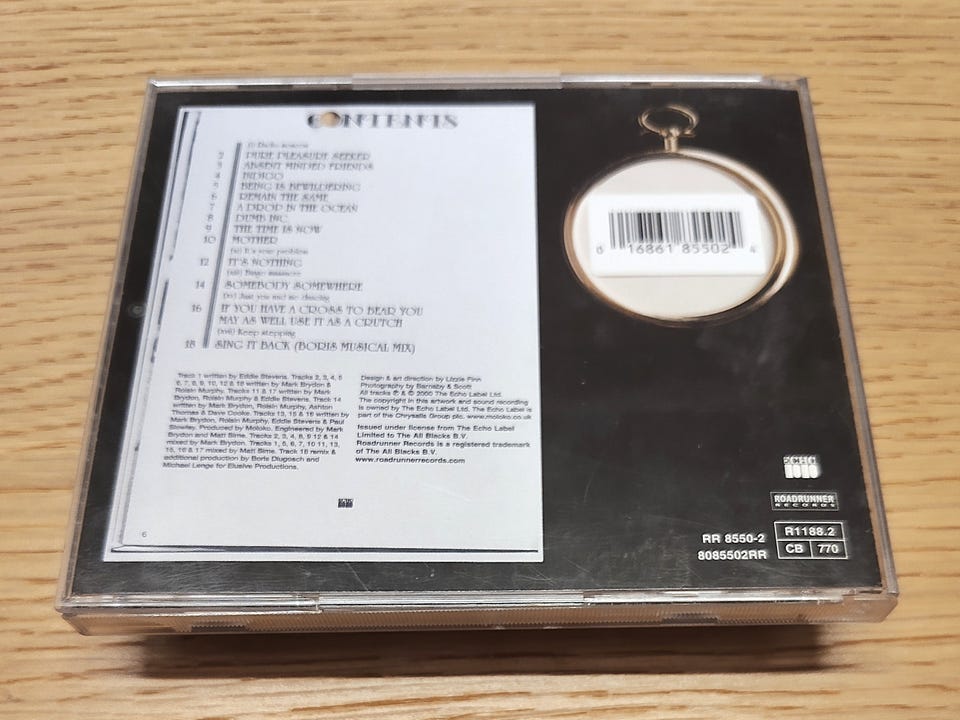 CONTENTS
(i) Radio moscow
2 PURE PLEASURE SEEKER
3 ABSENT MINDED FRIENDS
4 INDIGO
5 BEING IS BEWILDERING
6 REMAIN THE SAME
7 A DROP IN THE OCEAN
8 DUMB INC
9 THE TIME IS NOW
10 MOTHER
(xi) It's your problem
12 IT'S NOTHING
(xiii) Bingo massacre
14 SOMEBODY SOMEWHERE
(xv) Just you and me dancing
16 IF YOU HAVE A CROSS TO BEAR YOU
MAY AS WELL USE IT AS A CRUTCH
(xvii) Keep stepping
18 SING IT BACK (BORIS MUSICAL MIX)
Track 1 written by Eddie Stevens. Tracks 2, 3, 4, 5
6, 7, 8, 9, 10, 12 & 18 written by Mark Brydon &
Roisin Murphy. Tracks 11 & 17 written by Mark
Brydon, Roisin Murphy & Eddie Stevens. Track 14
written by Mark Brydon, Roisin Murphy, Ashton
Thomas & Dave Cooke. Tracks 13, 15 & 16 written by
Mark Brydon, Roisin Murphy, Eddie Stevens & Paul
Slowley. Produced by Moloko. Engineered by Mark
Brydon and Matt Sime. Tracks 2, 3, 4, 8, 9 12 & 14
mixed by Mark Brydon. Tracks 1, 5, 6, 7, 10 11, 13,
15, 16 & 17 mixed by Matt Sime. Track 18 remix &
additional production by Boris Dlugosch and
Michael Lange for Elusive Productions.
Design & art direction by Lizzie Finn
Photography by Barnaby & Scott
All tracks ℗ & © 2000 The Echo Label Ltd.
The copyright in this artwork and sound recording
is owned by The Echo Label Ltd. The Echo Label is
part of the Chrysalis Group plc. www.moloko.co.uk
Issued under license from The Echo Label
Limited to The All Blacks B.V.
Roadrunner Records is a registered trademark
of The All Blacks B.V.
www.roadrunnerrecords.com
ECHO
6
0 16861 85502 4
ECHO
ROADRUNNER
RECORDS
RR 8550-2
8085502RR
R1188.2
CB 770